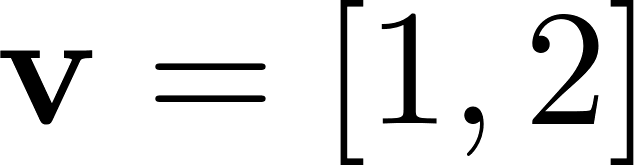 v = [1, 2]